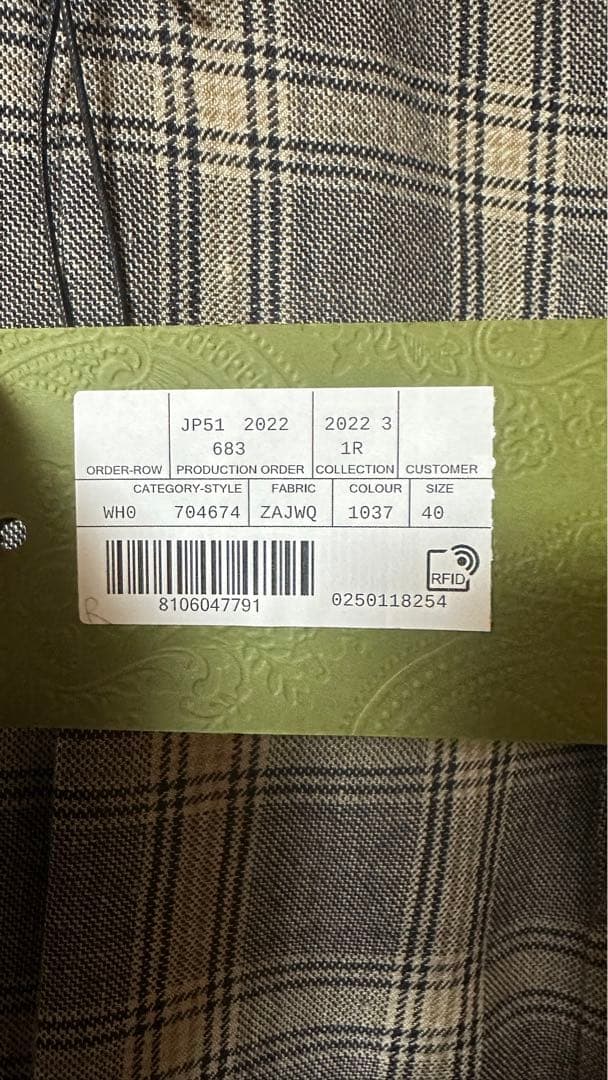 JP51 2022 2022 3
683 1R
ORDER-ROW PRODUCTION ORDER COLLECTION CUSTOMER
CATEGORY-STYLE FABRIC COLOUR SIZE
WH0 704674 ZAJWQ 1037 40
RFID
8106047791 0250118254
R